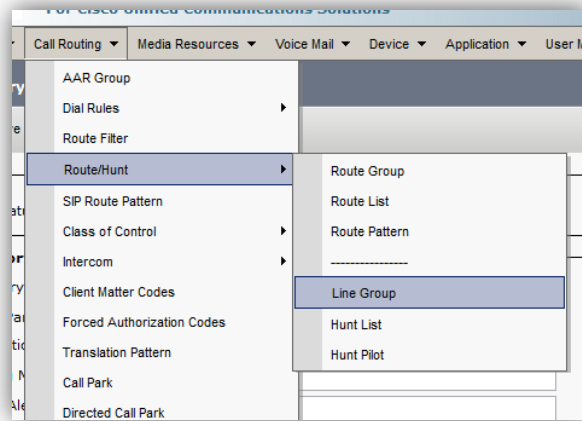 For Cisco Unified Communications Solutions
Call Routing Media Resources Voice Mail Device Application User M
AAR Group
Dial Rules
Route Filter
Route/Hunt
SIP Route Pattern
Class of Control
Intercom
Client Matter Codes
Forced Authorization Codes
Translation Pattern
Call Park
Directed Call Park
Route Group
Route List
Route Pattern
----------------
Line Group
Hunt List
Hunt Pilot